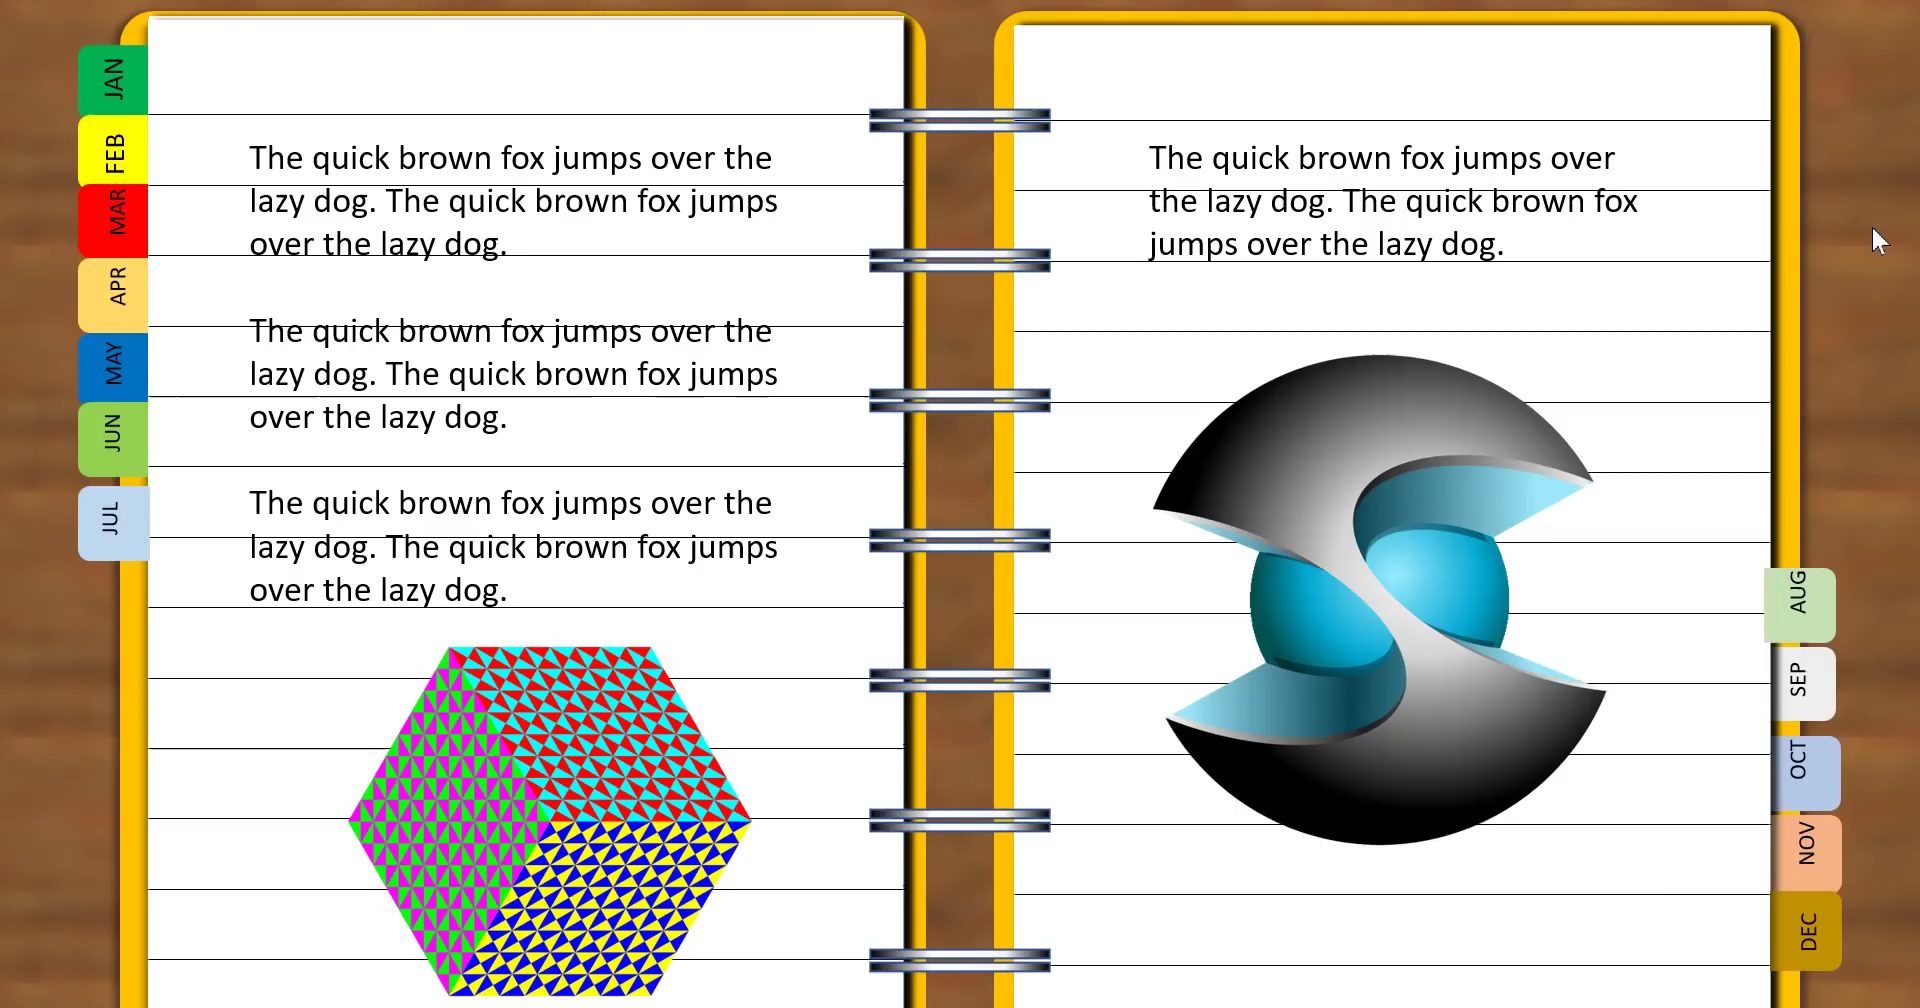 JAN
FEB
MAR
APR
MAY
JUN
JUL
The quick brown fox jumps over the
lazy dog. The quick brown fox jumps
over the lazy dog.
The quick brown fox jumps over the
lazy dog. The quick brown fox jumps
over the lazy dog.
The quick brown fox jumps over the
lazy dog. The quick brown fox jumps
over the lazy dog.
The quick brown fox jumps over
the lazy dog. The quick brown fox
jumps over the lazy dog.
AUG
SEP
OCT
NOV
DEC